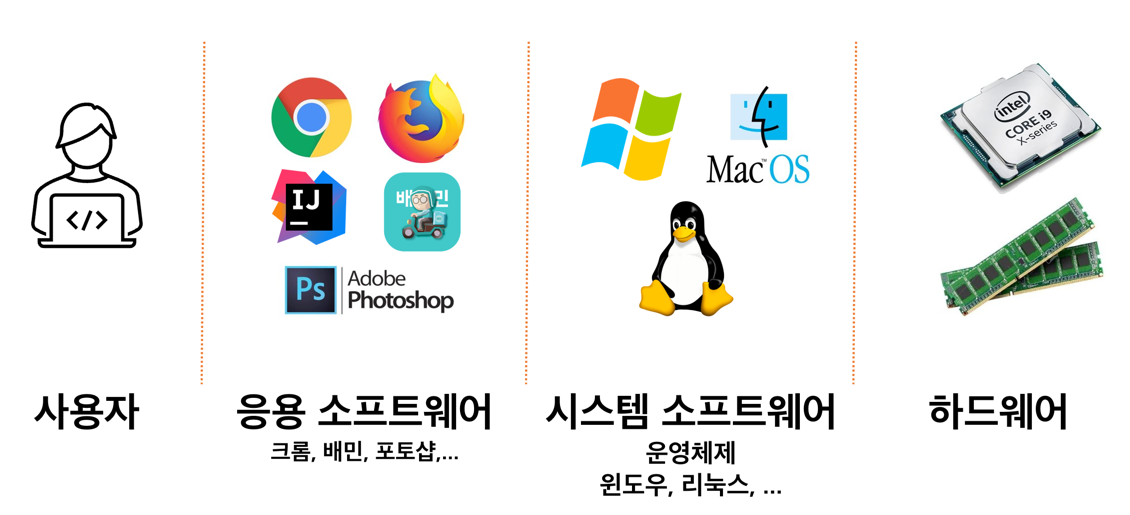 </>
IJ
배민
Ps
Adobe
Photoshop
Mac™OS
intel
CORE i9
X-series
사용자
응용 소프트웨어
크롬, 배민, 포토샵,...
시스템 소프트웨어
운영체제
윈도우, 리눅스, ...
하드웨어